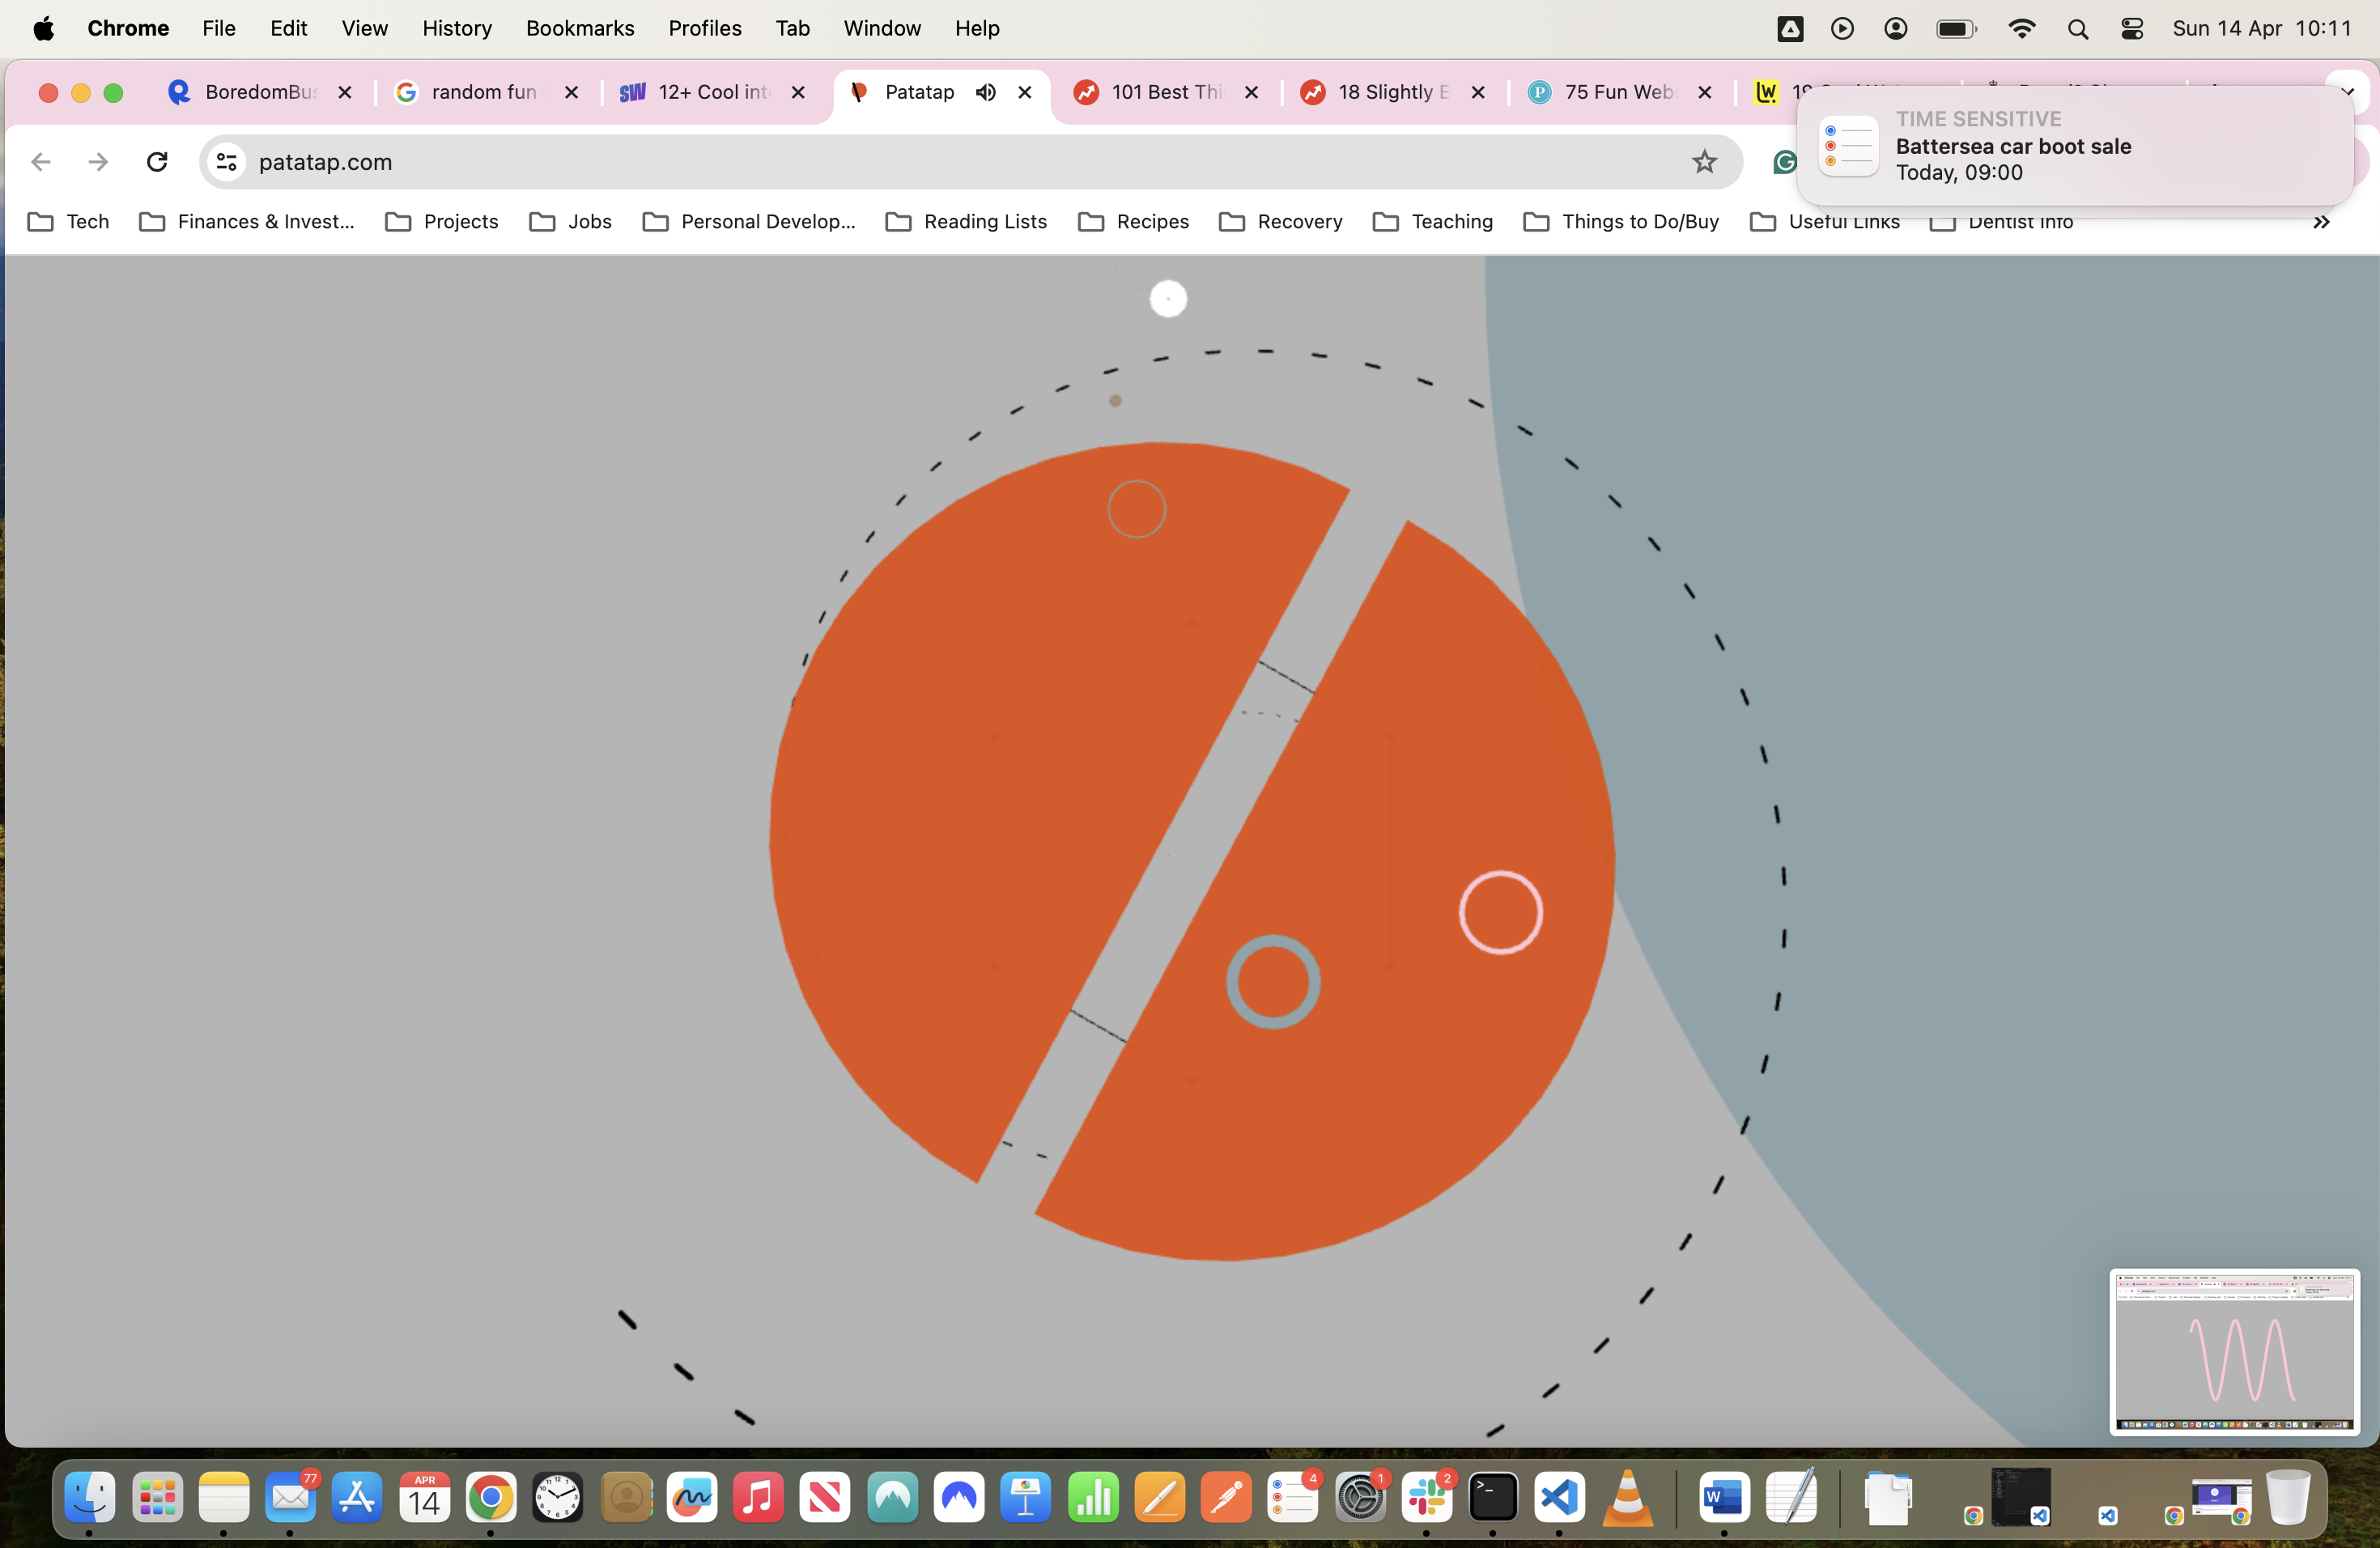 Chrome File Edit View History Bookmarks Profiles Tab Window Help Sun 14 Apr 10:11
BoredomBus random fun 12+ Cool int Patatap 101 Best Thi 18 Slightly E 75 Fun Web
TIME SENSITIVE
Battersea car boot sale
Today, 09:00
patatap.com
Tech Finances & Invest... Projects Jobs Personal Develop... Reading Lists Recipes Recovery Teaching Things to Do/Buy Useful Links Dentist Info
77
APR
14
4
1
2